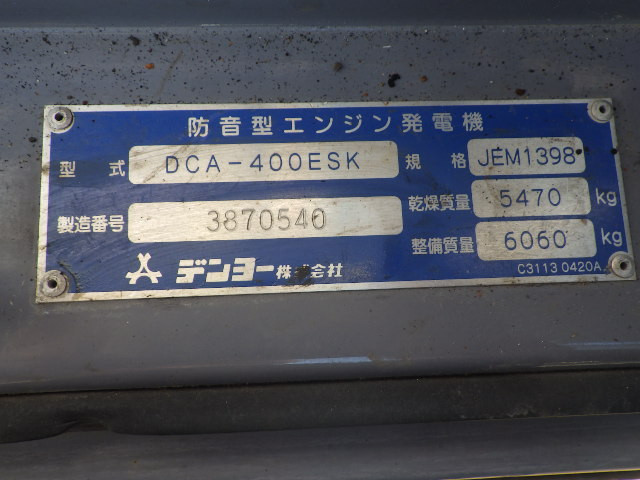 防音型エンジン発電機
型式 DCA-400ESK 規格 JEM1398
製造番号 3870540 乾燥質量 5470 kg
整備質量 6060 kg
デンヨー株式会社 C3113 0420A